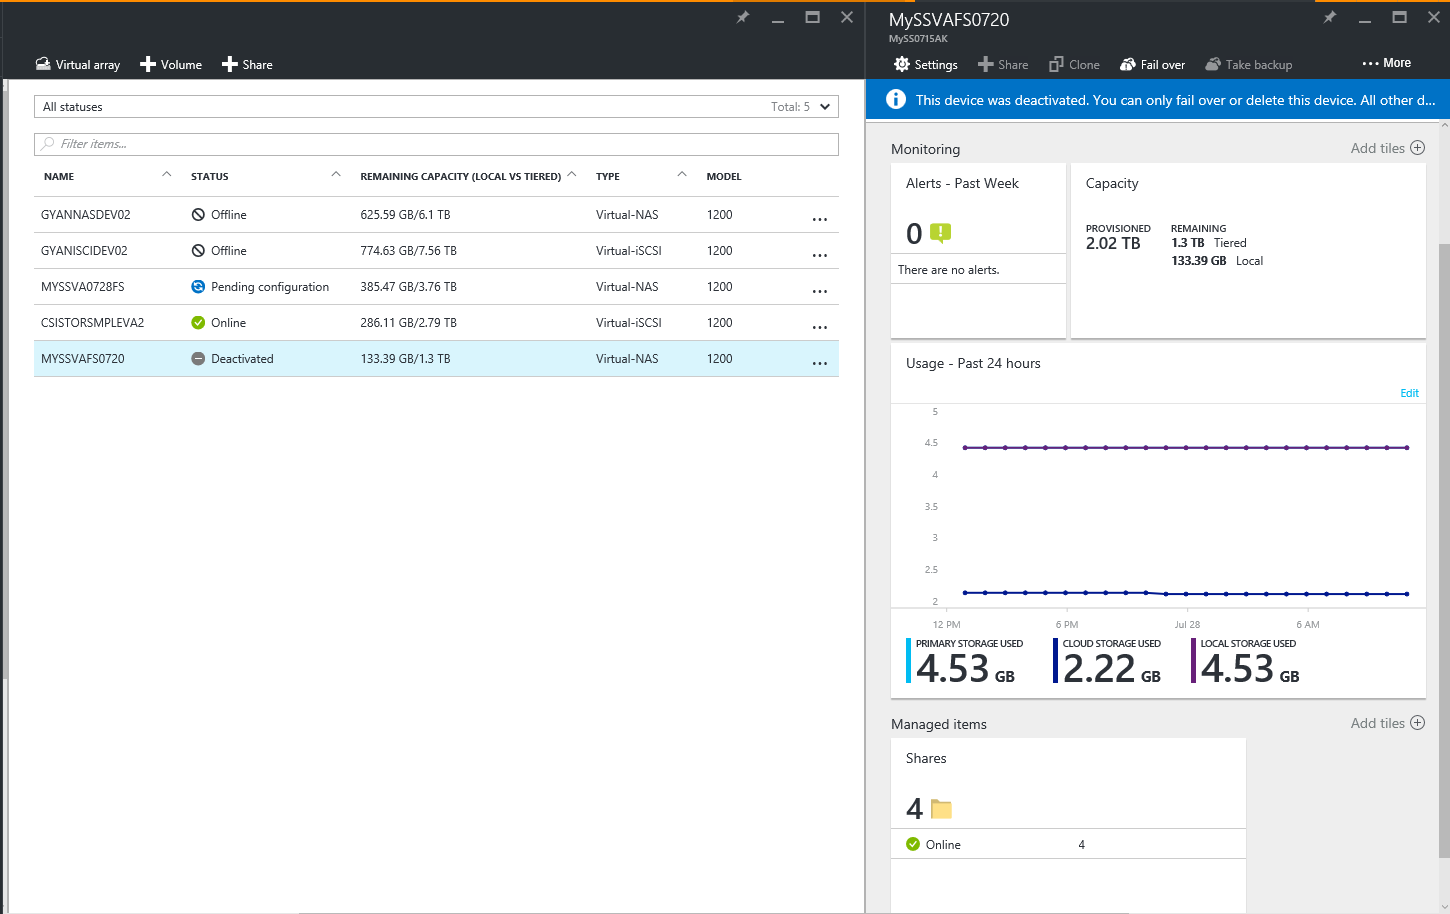 Virtual array Volume Share
All statuses Total: 5
Filter items...
NAME STATUS REMAINING CAPACITY (LOCAL VS TIERED) TYPE MODEL
GYANNASDEV02 Offline 625.59 GB/6.1 TB Virtual-NAS 1200 ...
GYANISCIDEV02 Offline 774.63 GB/7.56 TB Virtual-iSCSI 1200 ...
MYSSVA0728FS Pending configuration 385.47 GB/3.76 TB Virtual-NAS 1200 ...
CSISTORSMPLEVA2 Online 286.11 GB/2.79 TB Virtual-iSCSI 1200 ...
MYSSVAFS0720 Deactivated 133.39 GB/1.3 TB Virtual-NAS 1200 ...
MySSVAFS0720
MySS0715AK
Settings Share Clone Fail over Take backup ... More
This device was deactivated. You can only fail over or delete this device. All other d...
Monitoring Add tiles
Alerts - Past Week
0
There are no alerts.
Capacity
PROVISIONED
2.02 TB
REMAINING
1.3 TB Tiered
133.39 GB Local
Usage - Past 24 hours
Edit
5
4.5
4
3.5
3
2.5
2
12 PM 6 PM Jul 28 6 AM
PRIMARY STORAGE USED
4.53 GB
CLOUD STORAGE USED
2.22 GB
LOCAL STORAGE USED
4.53 GB
Managed items Add tiles
Shares
4
Online 4